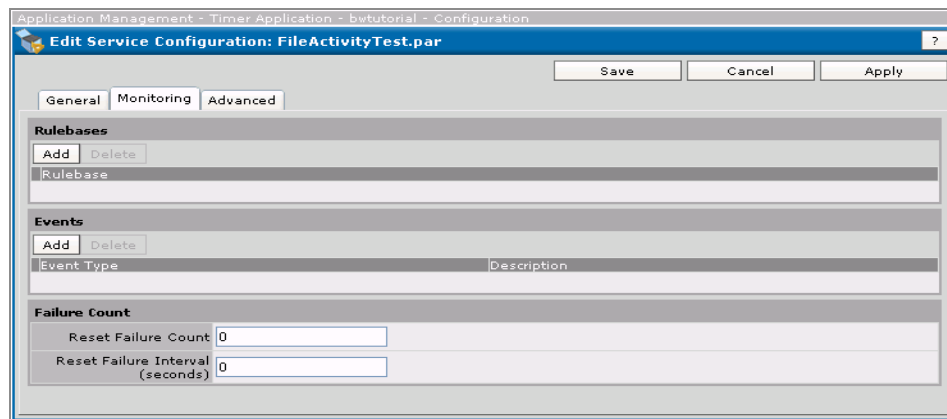 Application Management - Timer Application - bwtutorial - Configuration
Edit Service Configuration: FileActivityTest.par ?
Save Cancel Apply
General Monitoring Advanced
Rulebases
Add Delete
Rulebase
Events
Add Delete
Event Type Description
Failure Count
Reset Failure Count 0
Reset Failure Interval
(seconds) 0